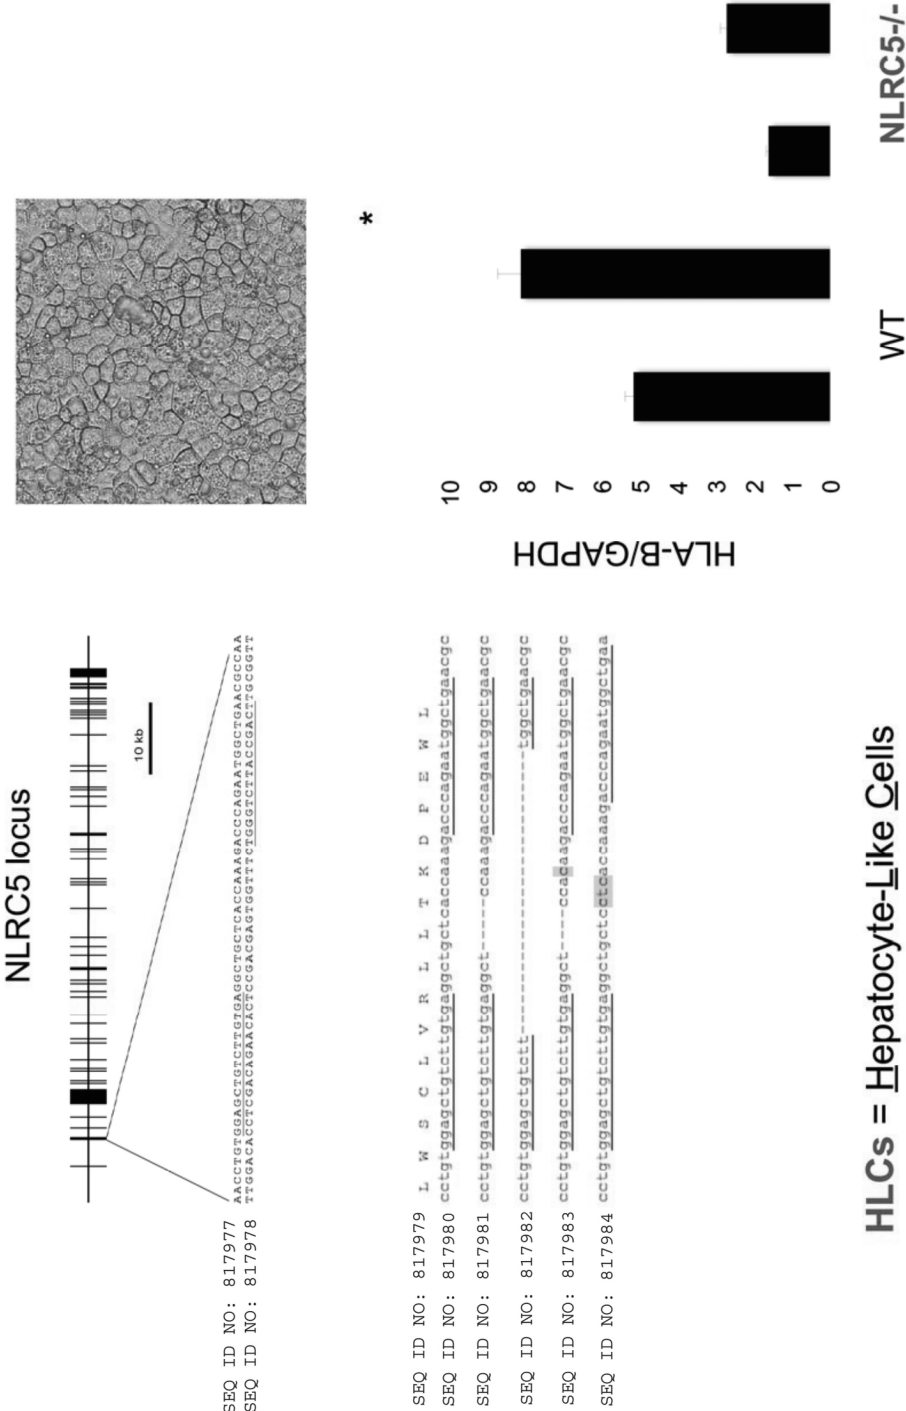 NLRC5 locus
10 kb
SEQ ID NO: 817977 AACCTGTGGAGCTGTCTTGTGAGGCTGCTCACCAAAGACCCAGAATGGCTGAACGCCAA
SEQ ID NO: 817978 TTGGACACCTCGACAGAACACTCCGACGAGTGGTTTCTGGGTCTTACCGACTTGCGGTT
SEQ ID NO: 817979 L W S C L V R L L T K D P E W L
SEQ ID NO: 817980 cctgtggagctgtcttgtgaggctgctcaccaaagacccagaatggctgaacgc
SEQ ID NO: 817981 cctgtggagctgtcttgtgaggct-----ccaaagacccagaatggctgaacgc
SEQ ID NO: 817982 cctgtggagctgtctt---------------------------tggctgaacgc
SEQ ID NO: 817983 cctgtggagctgtcttgtgaggct----ccacaagacccagaatggctgaacgc
SEQ ID NO: 817984 cctgtggagctgtcttgtgaggctgctcctcaccaaagacccagaatggctgaa
HLCs = Hepatocyte-Like Cells
*
HLA-B/GAPDH
10
9
8
7
6
5
4
3
2
1
0
WT NLRC5-/-